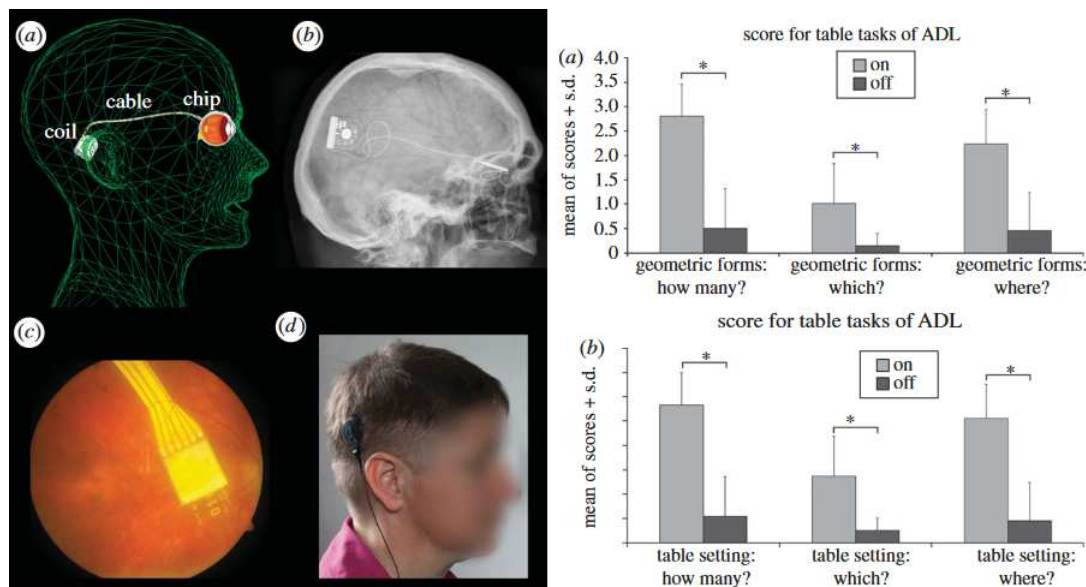 (a)
cable
chip
coil
(b)
(c)
(d)
score for table tasks of ADL
(a)
4.0
3.5
3.0
2.5
2.0
1.5
1.0
0.5
0
mean of scores + s.d.
on
off
*
*
*
geometric forms:
how many?
geometric forms:
which?
geometric forms:
where?
score for table tasks of ADL
(b)
mean of scores + s.d.
on
off
*
*
*
table setting:
how many?
table setting:
which?
table setting:
where?